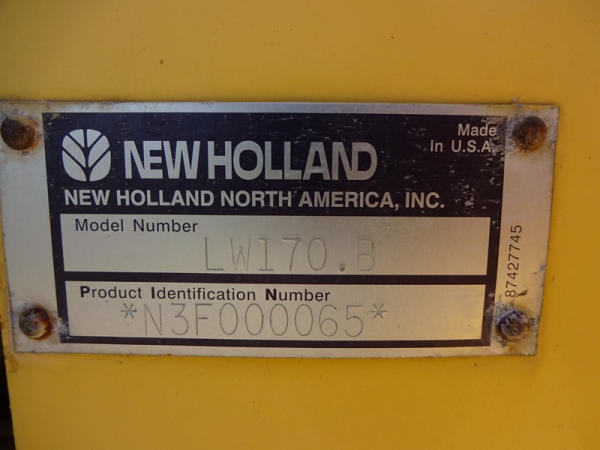 Made
In U.S.A.
NEW HOLLAND
NEW HOLLAND NORTH AMERICA, INC.
Model Number
LW170.B
Product Identification Number
*N3F000065*
87427745